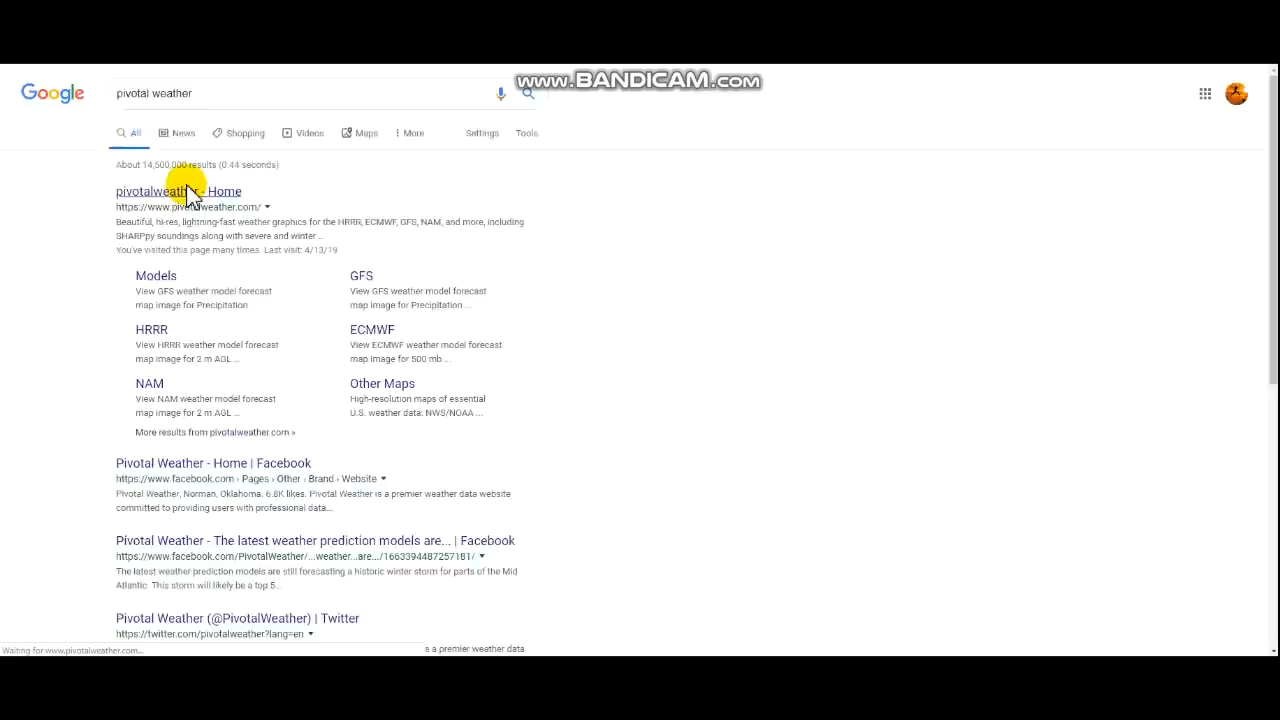 www.BANDICAM.com
Google
pivotal weather
All News Shopping Videos Maps More Settings Tools
About 14,500,000 results (0.44 seconds)
pivotalweather - Home
https://www.pivotalweather.com/
Beautiful, hi-res, lightning-fast weather graphics for the HRRR, ECMWF, GFS, NAM, and more, including
SHARPpy soundings along with severe and winter ...
You've visited this page many times. Last visit: 4/13/19
Models
View GFS weather model forecast
map image for Precipitation
GFS
View GFS weather model forecast
map image for Precipitation ...
HRRR
View HRRR weather model forecast
map image for 2 m AGL ...
ECMWF
View ECMWF weather model forecast
map image for 500 mb ...
NAM
View NAM weather model forecast
map image for 2 m AGL ...
Other Maps
High-resolution maps of essential
U.S. weather data: NWS/NOAA ...
More results from pivotalweather.com »
Pivotal Weather - Home | Facebook
https://www.facebook.com › Pages › Other › Brand › Website
Pivotal Weather, Norman, Oklahoma. 6.8K likes. Pivotal Weather is a premier weather data website
committed to providing users with professional data...
Pivotal Weather - The latest weather prediction models are... | Facebook
https://www.facebook.com/PivotalWeather/...weather...are.../1663394487257181/
The latest weather prediction models are still forecasting a historic winter storm for parts of the Mid
Atlantic. This storm will likely be a top 5...
Pivotal Weather (@PivotalWeather) | Twitter
https://twitter.com/pivotalweather?lang=en
s a premier weather data
Waiting for www.pivotalweather.com...